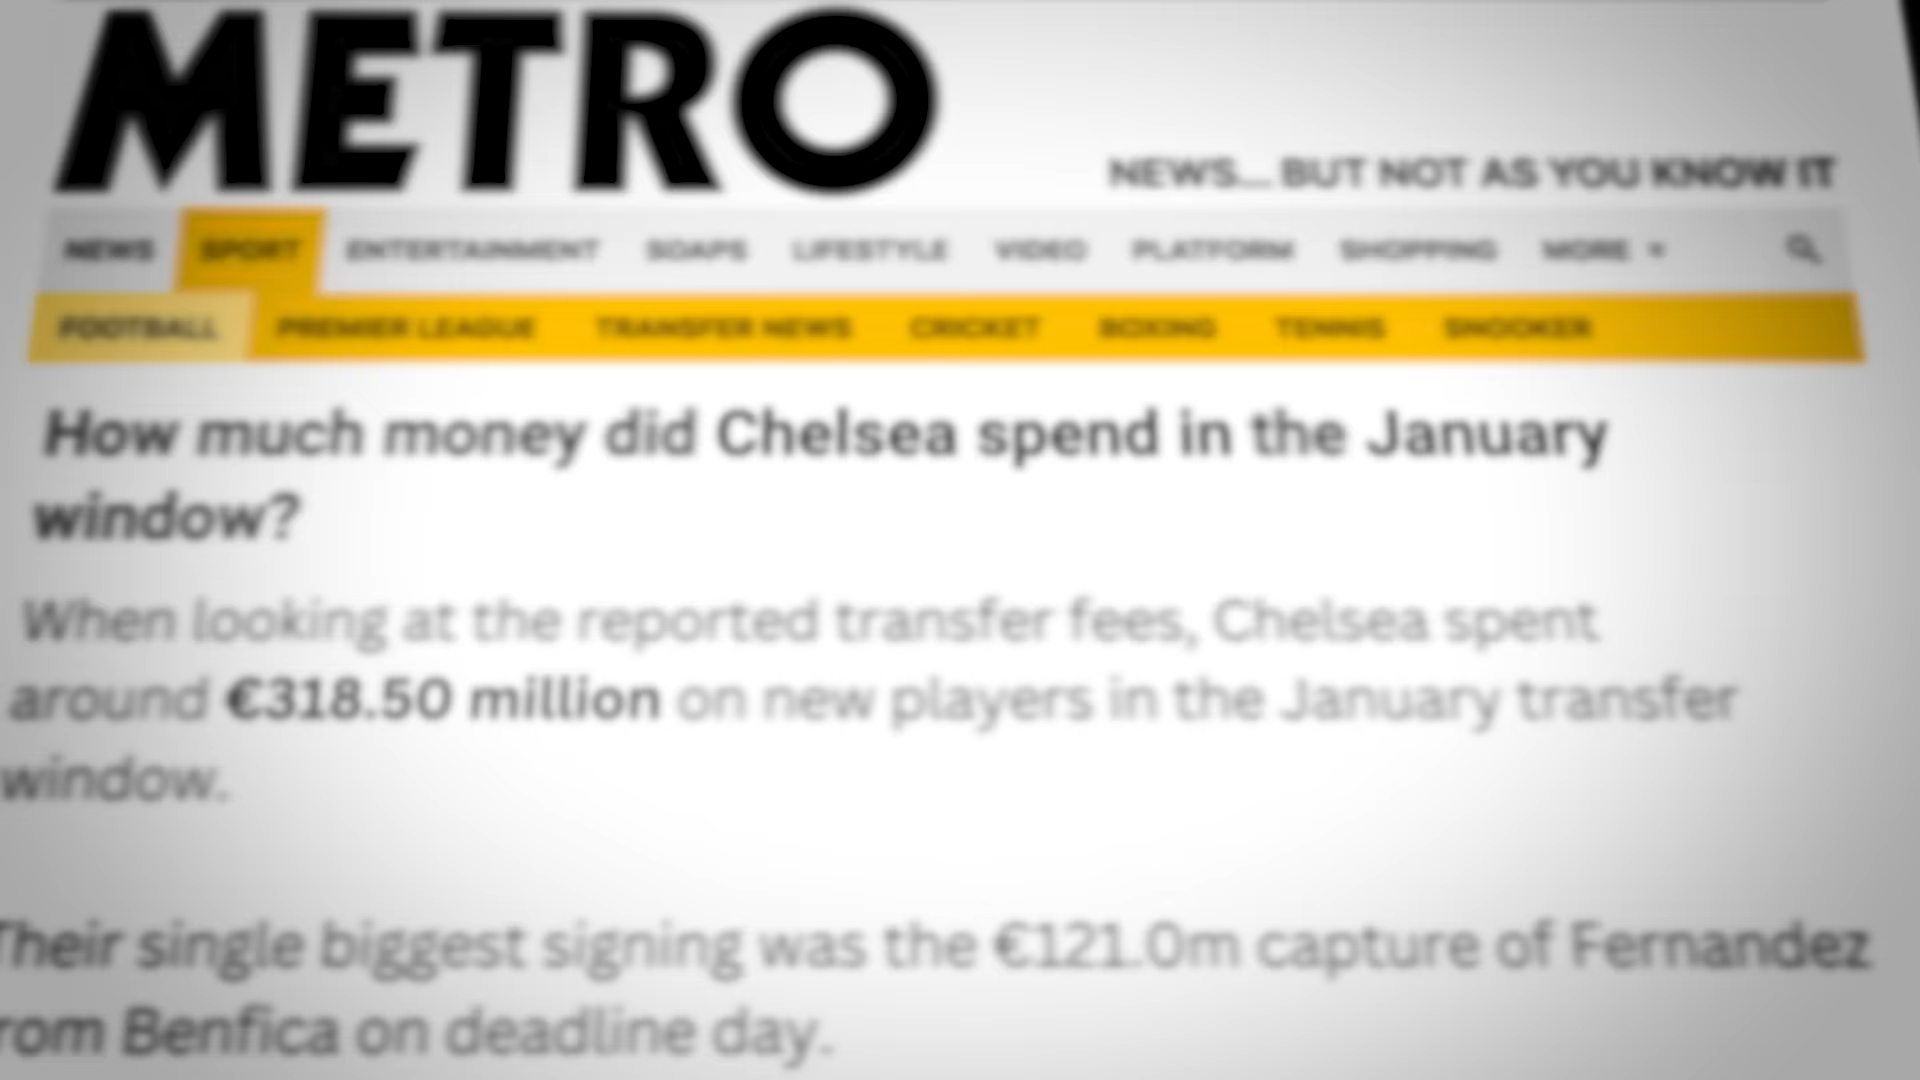 METRO
NEWS... BUT NOT AS YOU KNOW IT
NEWS SPORT ENTERTAINMENT SOAPS LIFESTYLE VIDEO PLATFORM SHOPPING MORE
FOOTBALL PREMIER LEAGUE TRANSFER NEWS CRICKET BOXING TENNIS SNOOKER
How much money did Chelsea spend in the January
window?
When looking at the reported transfer fees, Chelsea spent
around €318.50 million on new players in the January transfer
window.
Their single biggest signing was the €121.0m capture of Fernandez
rom Benfica on deadline day.